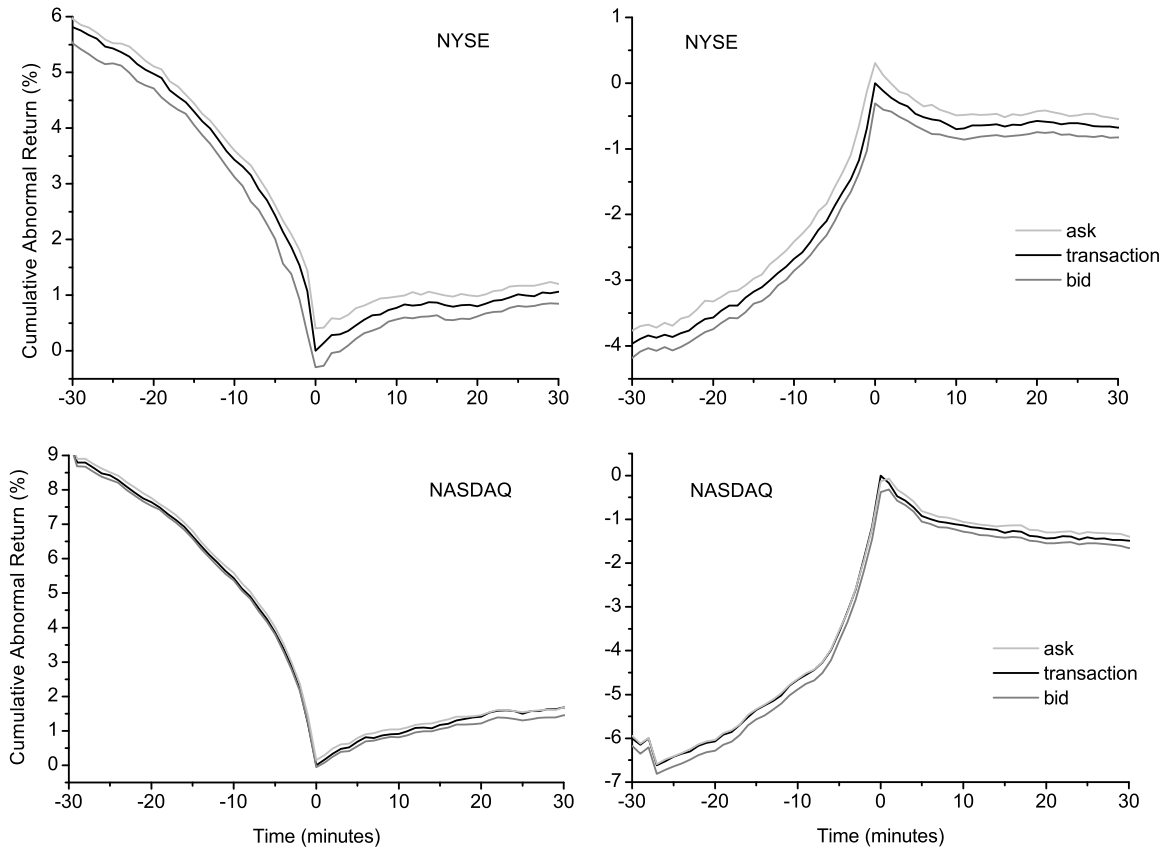 NYSE
6
5
4
3
2
1
0
-30 -20 -10 0 10 20 30
Cumulative Abnormal Return (%)
NYSE
1
0
-1
-2
-3
-4
-30 -20 -10 0 10 20 30
ask
transaction
bid
NASDAQ
9
8
7
6
5
4
3
2
1
0
-30 -20 -10 0 10 20 30
Cumulative Abnormal Return (%)
Time (minutes)
NASDAQ
0
-1
-2
-3
-4
-5
-6
-7
-30 -20 -10 0 10 20 30
ask
transaction
bid
Time (minutes)